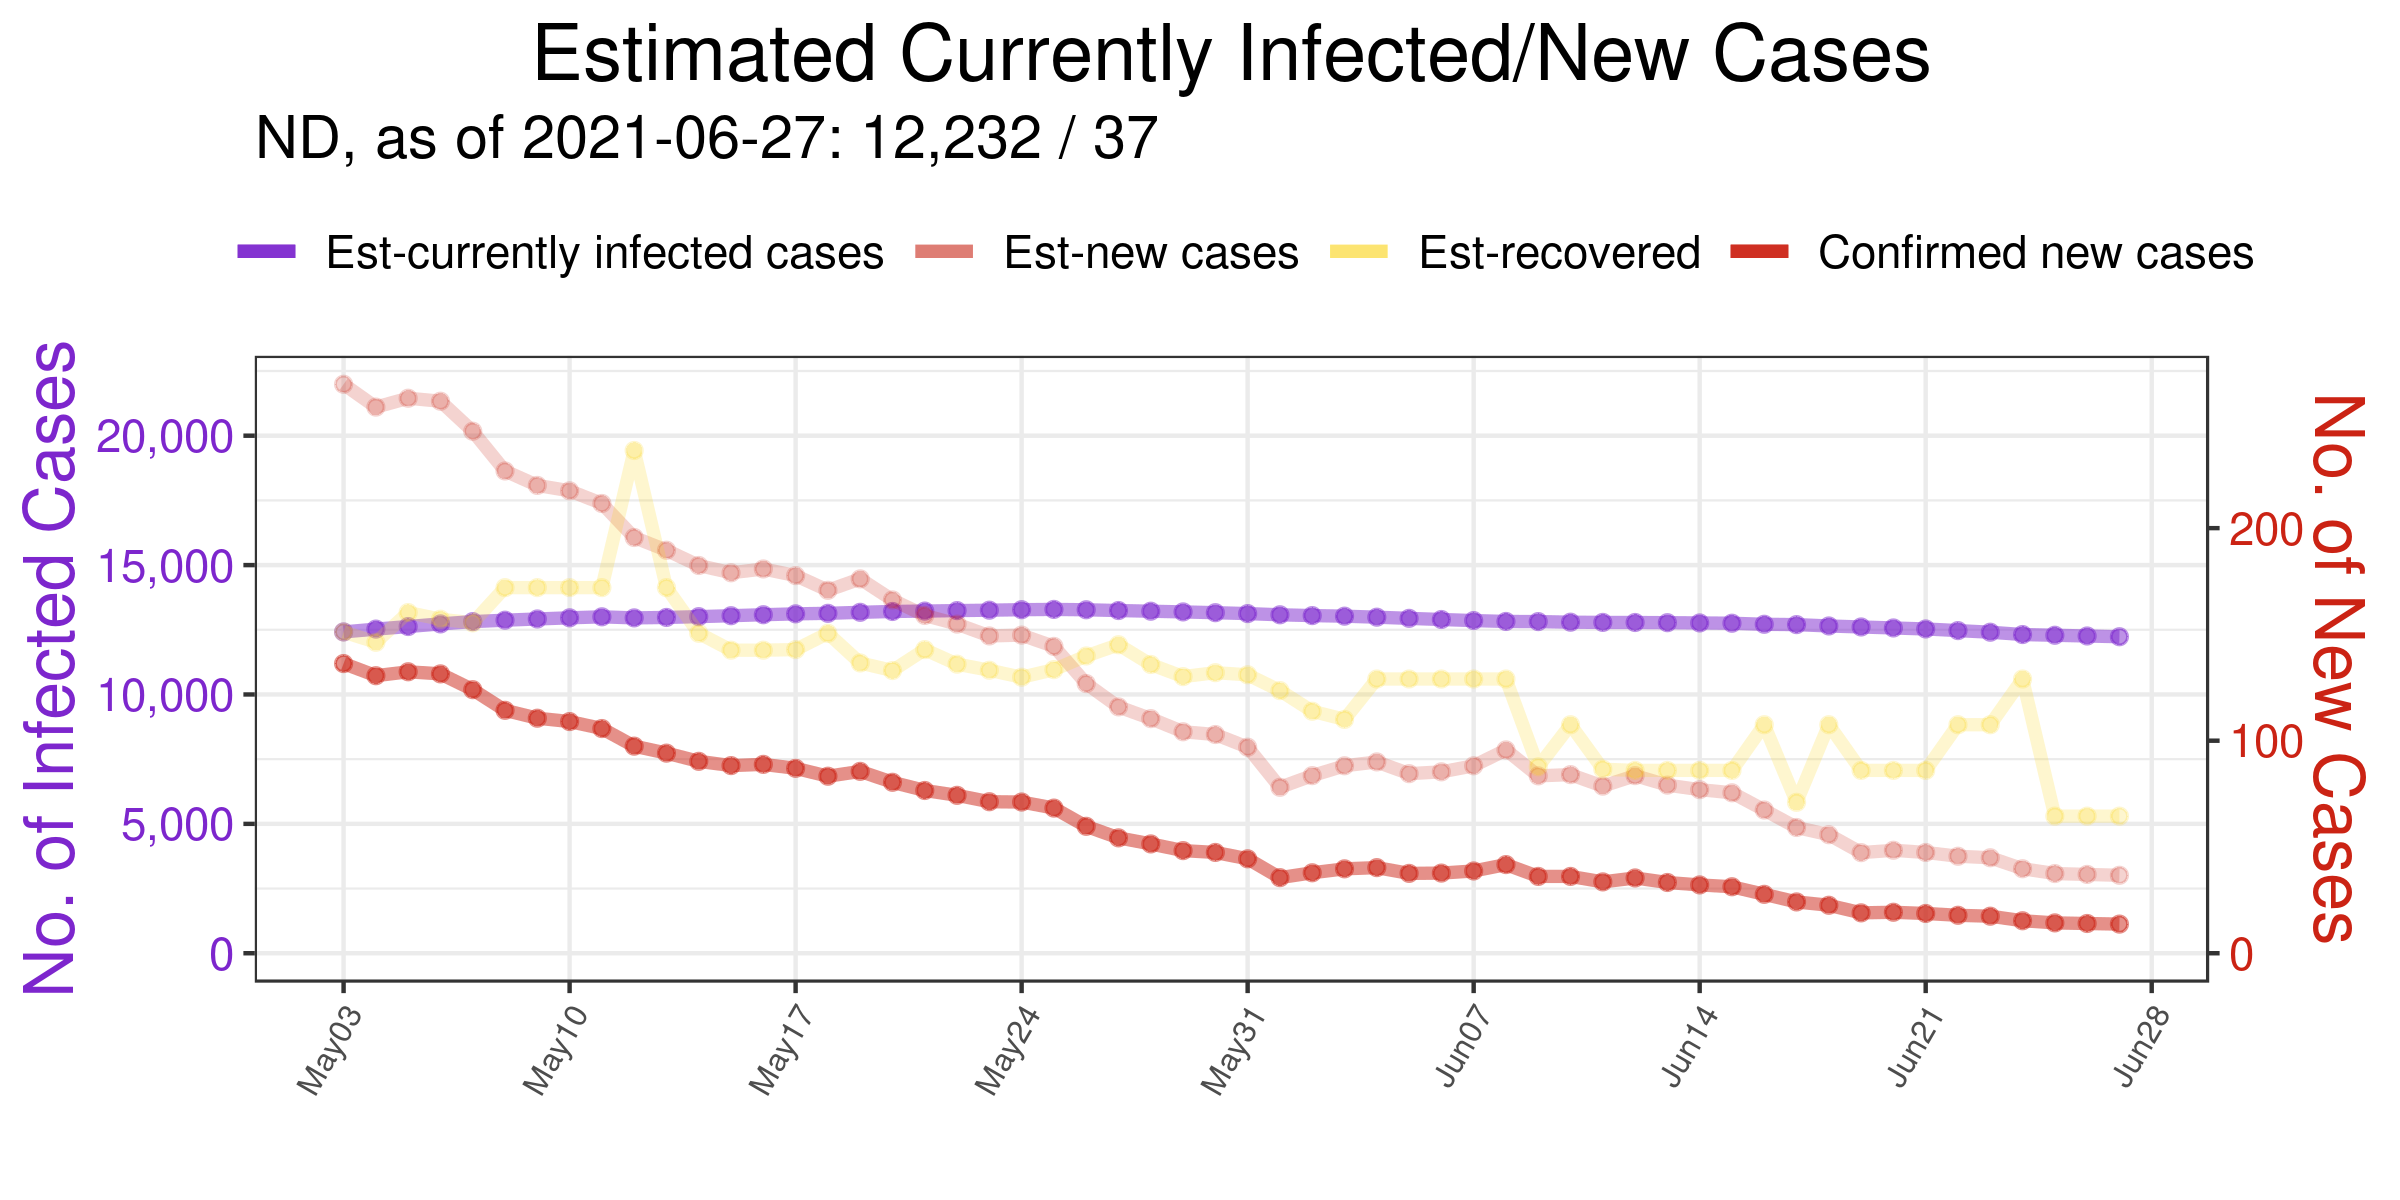 Estimated Currently Infected/New Cases
ND, as of 2021-06-27: 12,232 / 37
Est-currently infected cases Est-new cases Est-recovered Confirmed new cases
No. of Infected Cases
20,000
15,000
10,000
5,000
0
200
100
0
No. of New Cases
May03 May10 May17 May24 May31 Jun07 Jun14 Jun21 Jun28